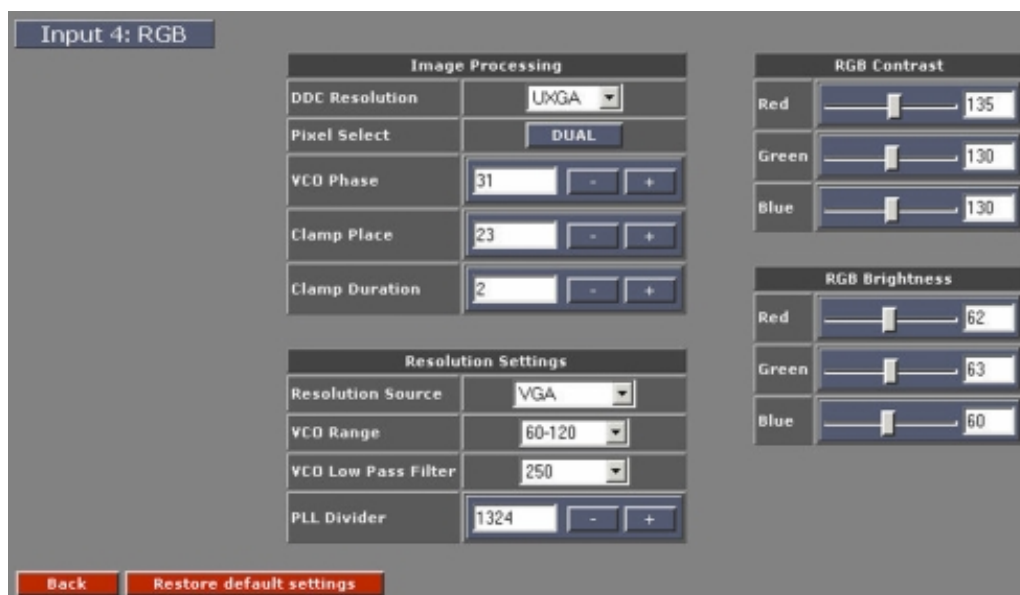 Input 4: RGB
Image Processing
DDC Resolution UXGA
Pixel Select DUAL
VCO Phase 31 - +
Clamp Place 23 - +
Clamp Duration 2 - +
Resolution Settings
Resolution Source VGA
VCO Range 60-120
VCO Low Pass Filter 250
PLL Divider 1324 - +
RGB Contrast
Red 135
Green 130
Blue 130
RGB Brightness
Red 62
Green 63
Blue 60
Back Restore default settings